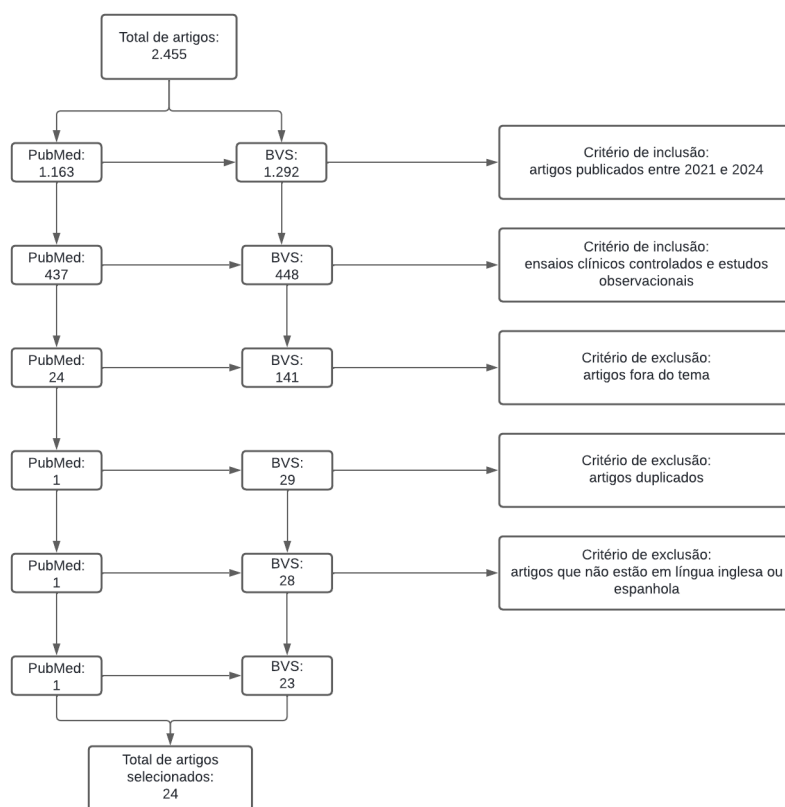 Total de artigos:
2.455
PubMed:
1.163
BVS:
1.292
Critério de inclusão:
artigos publicados entre 2021 e 2024
PubMed:
437
BVS:
448
Critério de inclusão:
ensaios clínicos controlados e estudos
observacionais
PubMed:
24
BVS:
141
Critério de exclusão:
artigos fora do tema
PubMed:
1
BVS:
29
Critério de exclusão:
artigos duplicados
PubMed:
1
BVS:
28
Critério de exclusão:
artigos que não estão em língua inglesa ou
espanhola
PubMed:
1
BVS:
23
Total de artigos
selecionados:
24